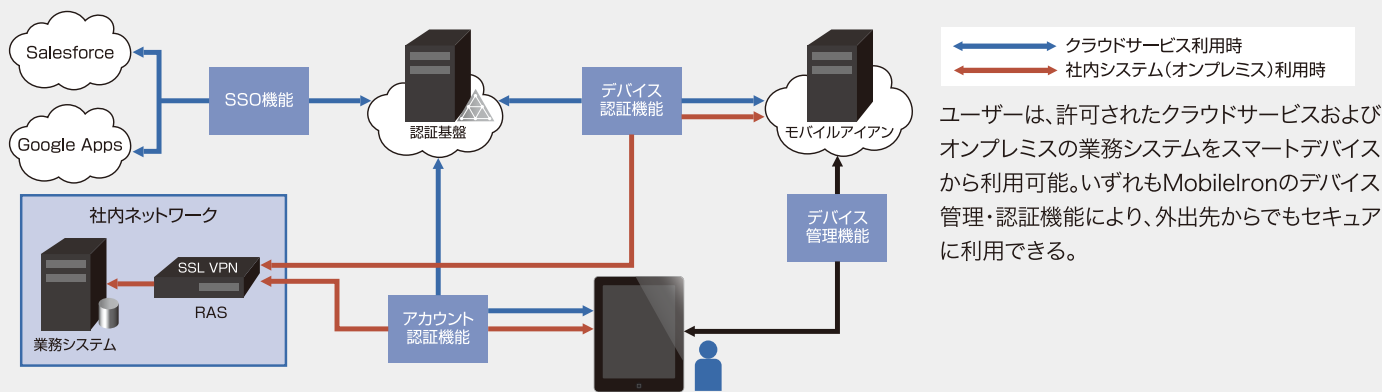 Salesforce
Google Apps
SSO機能
認証基盤
デバイス
認証機能
モバイルアイアン
デバイス
管理機能
社内ネットワーク
SSL VPN
RAS
業務システム
アカウント
認証機能
クラウドサービス利用時
社内システム(オンプレミス)利用時
ユーザーは、許可されたクラウドサービスおよび
オンプレミスの業務システムをスマートデバイス
から利用可能。いずれもMobileIronのデバイス
管理・認証機能により、外出先からでもセキュア
に利用できる。